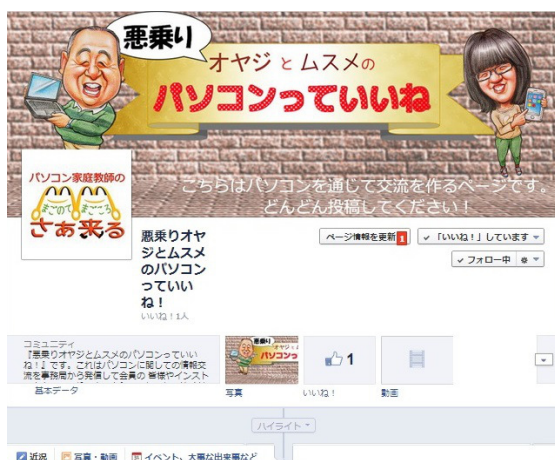 悪乗り
オヤジとムスメの
パソコンっていいね
パソコン家庭教師の
まごのて まごころ
さあ来る
こちらはパソコンを通じて交流を作るページです。
どんどん投稿してください！
悪乗りオヤ
ジとムスメ
のパソコン
っていい
ね！
いいね！1人
ページ情報を更新 1
✓ 「いいね！」しています
✓ フォロー中
コミュニティ
『悪乗りオヤジとムスメのパソコンっていい
ね！』です。これはパソコンに関しての情報交
流を事務局から発信して会員の 皆様やインスト
基本データ
悪乗り
パソコンっ
写真
1
いいね！
動画
ハイライト
近況 写真・動画 イベント、大事な出来事など